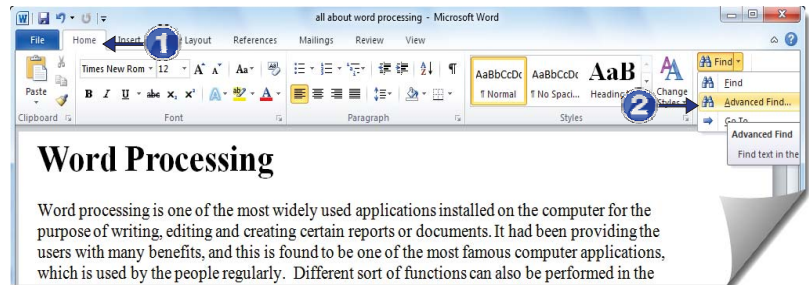 all about word processing - Microsoft Word
File Home Insert Layout References Mailings Review View
1
Times New Rom 12 A A Aa
Find
Paste
B I U abe x, x² A A
AaBbCcDc AaBbCcDc AaB
¶ Normal ¶ No Spaci... Heading Change
Styles
Find
2
Advanced Find...
Go To
Clipboard Font Paragraph Styles
Advanced Find
Find text in the
Word Processing
Word processing is one of the most widely used applications installed on the computer for the
purpose of writing, editing and creating certain reports or documents. It had been providing the
users with many benefits, and this is found to be one of the most famous computer applications,
which is used by the people regularly. Different sort of functions can also be performed in the